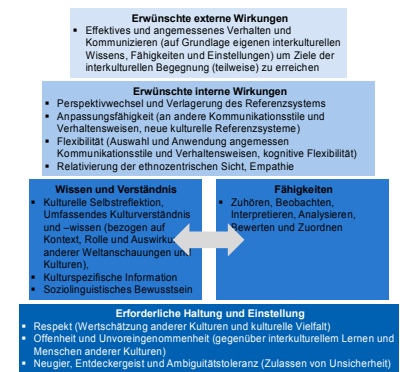 Erwünschte externe Wirkungen
▪ Effektives und angemessenes Verhalten und
Kommunizieren (auf Grundlage eigenen interkulturellen
Wissens, Fähigkeiten und Einstellungen) um Ziele der
interkulturellen Begegnung (teilweise) zu erreichen
Erwünschte interne Wirkungen
▪ Perspektivwechsel und Verlagerung des Referenzsystems
▪ Anpassungsfähigkeit (an andere Kommunikationsstile und
Verhaltensweisen, neue kulturelle Referenzsysteme)
▪ Flexibilität (Auswahl und Anwendung angemessen
Kommunikationsstile und Verhaltensweisen, kognitive Flexibilität)
▪ Relativierung der ethnozentrischen Sicht, Empathie
Wissen und Verständnis
▪ Kulturelle Selbstreflektion,
Umfassendes Kulturverständnis
und –wissen (bezogen auf
Kontext, Rolle und
anderer Weltanschauungen und
Kulturen),
▪ Kulturspezifische Information
▪ Soziolinguistisches Bewusstsein
Fähigkeiten
▪ Zuhören, Beobachten,
Interpretieren, Analysieren,
Bewerten und Zuordnen
Erforderliche Haltung und Einstellung
▪ Respekt (Wertschätzung anderer Kulturen und kulturelle Vielfalt)
▪ Offenheit und Unvoreingenommenheit (gegenüber interkulturellem Lernen und
Menschen anderer Kulturen)
▪ Neugier, Entdeckergeist und Ambiguitätstoleranz (Zulassen von Unsicherheit)